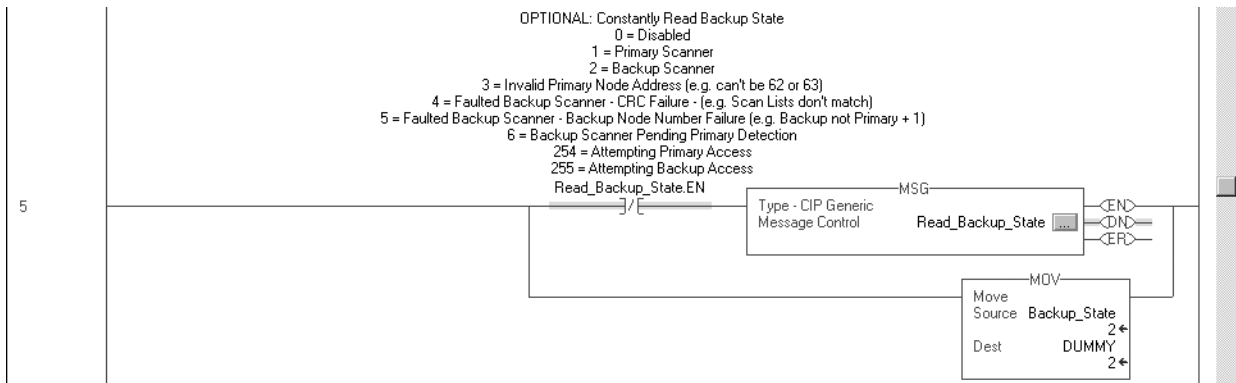 OPTIONAL: Constantly Read Backup State
0 = Disabled
1 = Primary Scanner
2 = Backup Scanner
3 = Invalid Primary Node Address (e.g. can't be 62 or 63)
4 = Faulted Backup Scanner - CRC Failure - (e.g. Scan Lists don't match)
5 = Faulted Backup Scanner - Backup Node Number Failure (e.g. Backup not Primary + 1)
6 = Backup Scanner Pending Primary Detection
254 = Attempting Primary Access
255 = Attempting Backup Access
Read_Backup_State.EN
MSG
5
Type - CIP Generic
EN
Message Control Read_Backup_State ...
DN
ER
MOV
Move
Source Backup_State
2
Dest DUMMY
2